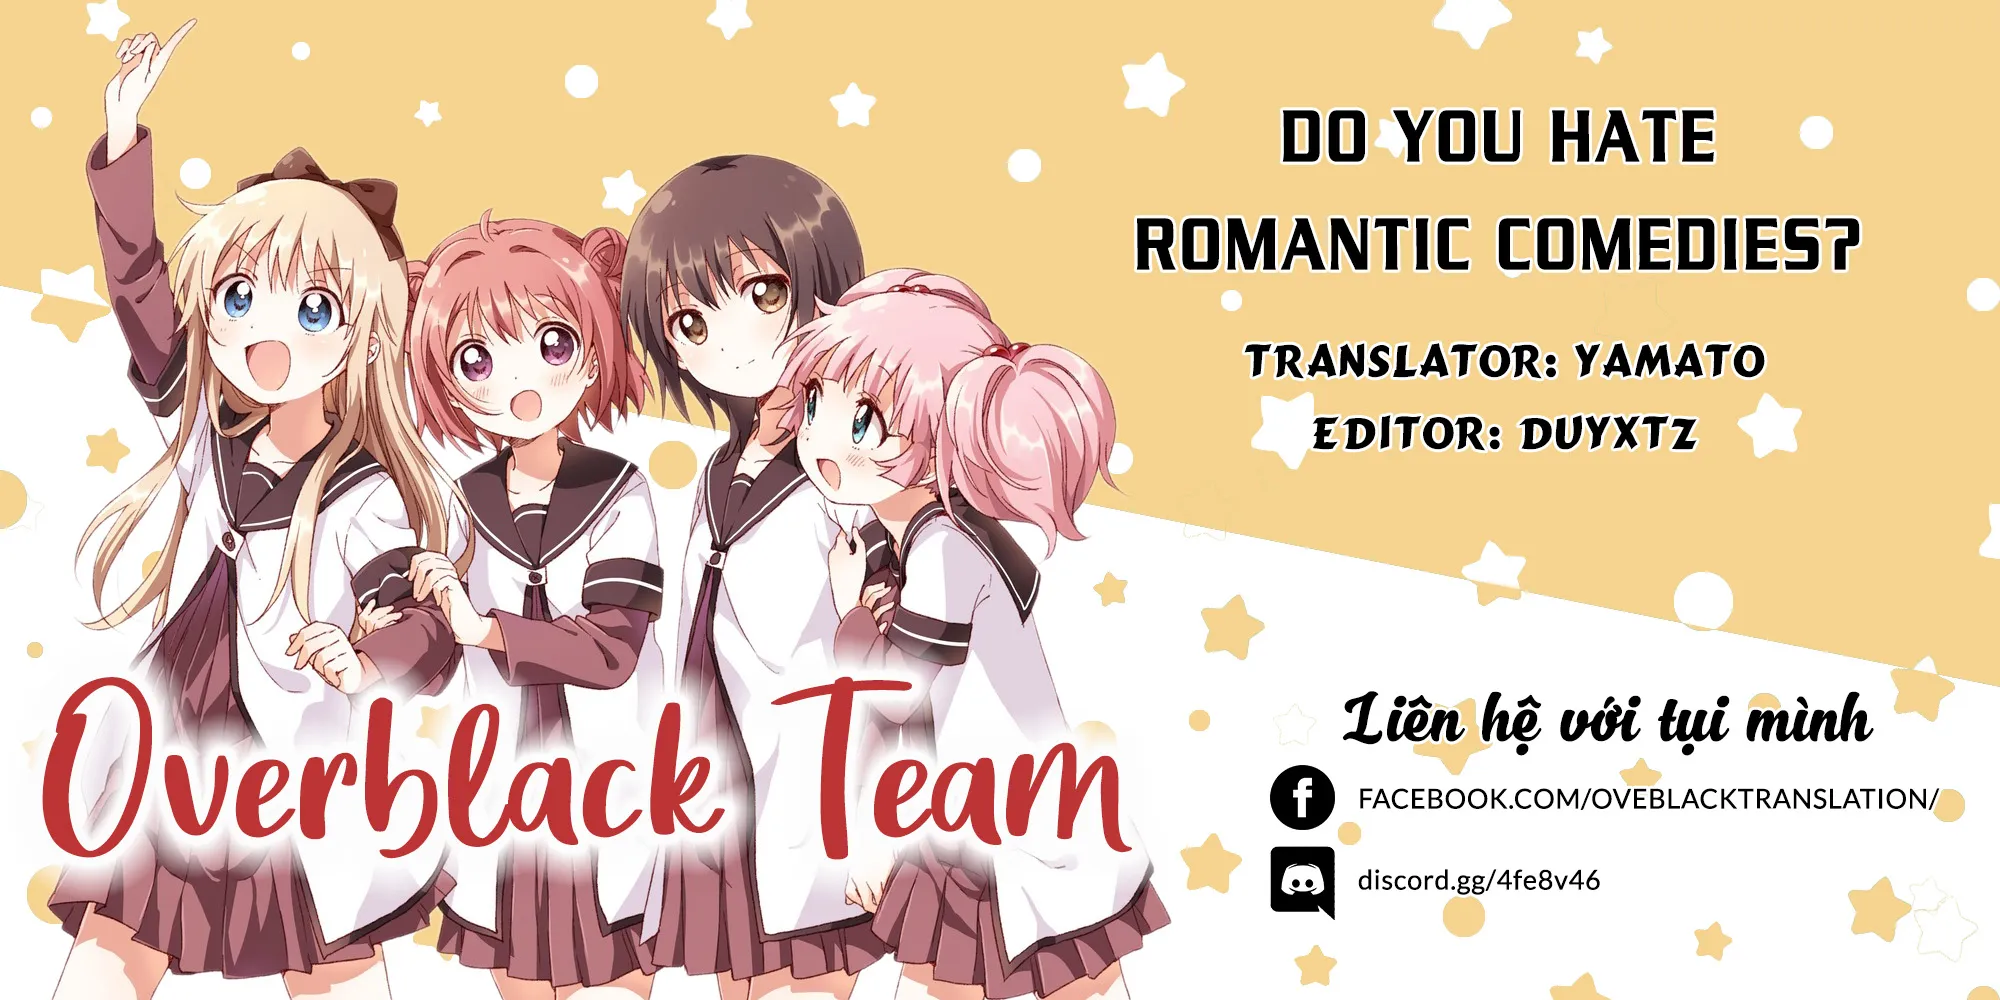 DO YOU HATE
ROMANTIC COMEDIES?
TRANSLATOR: YAMATO
EDITOR: DUYXTZ
Overblack Team
Liên hệ với tụi mình
FACEBOOK.COM/OVEBLACKTRANSLATION/
discord.gg/4fe8v46